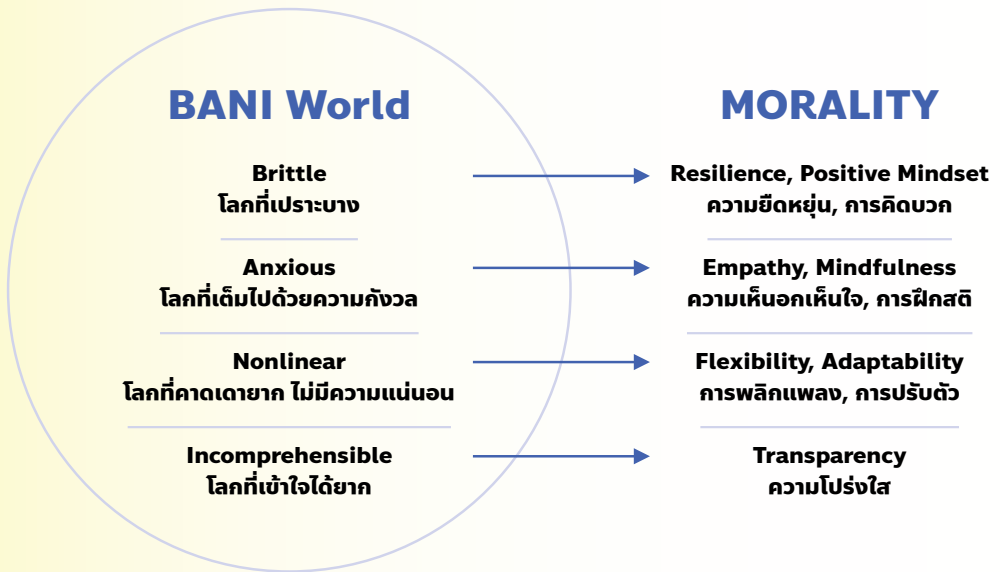 BANI World
MORALITY
Brittle
โลกที่เปราะบาง
Resilience, Positive Mindset
ความยืดหยุ่น, การคิดบวก
Anxious
โลกที่เต็มไปด้วยความกังวล
Empathy, Mindfulness
ความเห็นอกเห็นใจ, การฝึกสติ
Nonlinear
โลกที่คาดเดายาก ไม่มีความแน่นอน
Flexibility, Adaptability
การพลิกแพลง, การปรับตัว
Incomprehensible
โลกที่เข้าใจได้ยาก
Transparency
ความโปร่งใส